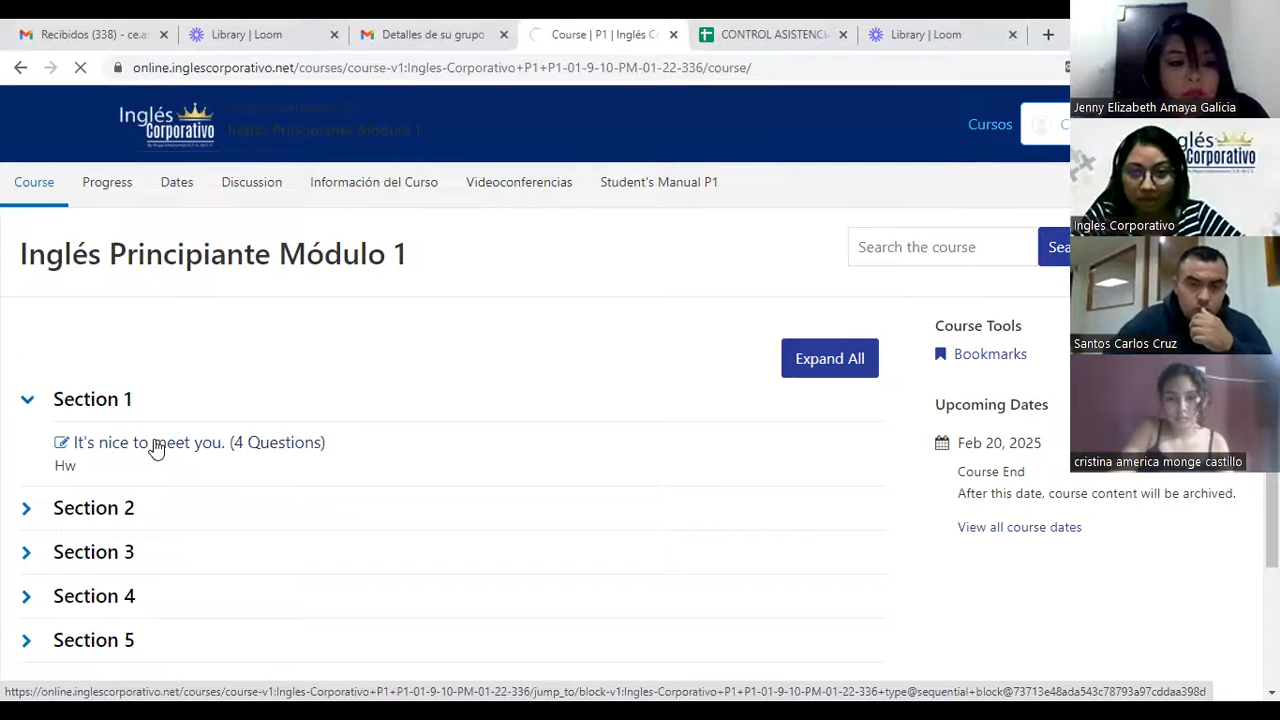 Recibidos (338) - ce.a
Library | Loom
Detalles de su grupo
Course | P1 | Inglés C
CONTROL ASISTENCI
Library | Loom
online.inglescorporativo.net/courses/course-v1:Ingles-Corporativo+P1+P1-01-9-10-PM-01-22-336/course/
Inglés
Corporativo
Inglés Principiante Módulo 1
Cursos
Course
Progress
Dates
Discussion
Información del Curso
Videoconferencias
Student's Manual P1
Inglés Principiante Módulo 1
Search the course
Sea
Expand All
Section 1
It's nice to meet you. (4 Questions)
Hw
Section 2
Section 3
Section 4
Section 5
Course Tools
Bookmarks
Upcoming Dates
Feb 20, 2025
Course End
After this date, course content will be archived.
View all course dates
https://online.inglescorporativo.net/courses/course-v1:Ingles-Corporativo+P1+P1-01-9-10-PM-01-22-336/jump_to/block-v1:Ingles-Corporativo+P1+P1-01-9-10-PM-01-22-336+type@sequential+block@73713e48ada543c78793a97cddaa398d
Jenny Elizabeth Amaya Galicia
glés
Corporativo
Ingles Corporativo
Santos Carlos Cruz
cristina america monge castillo